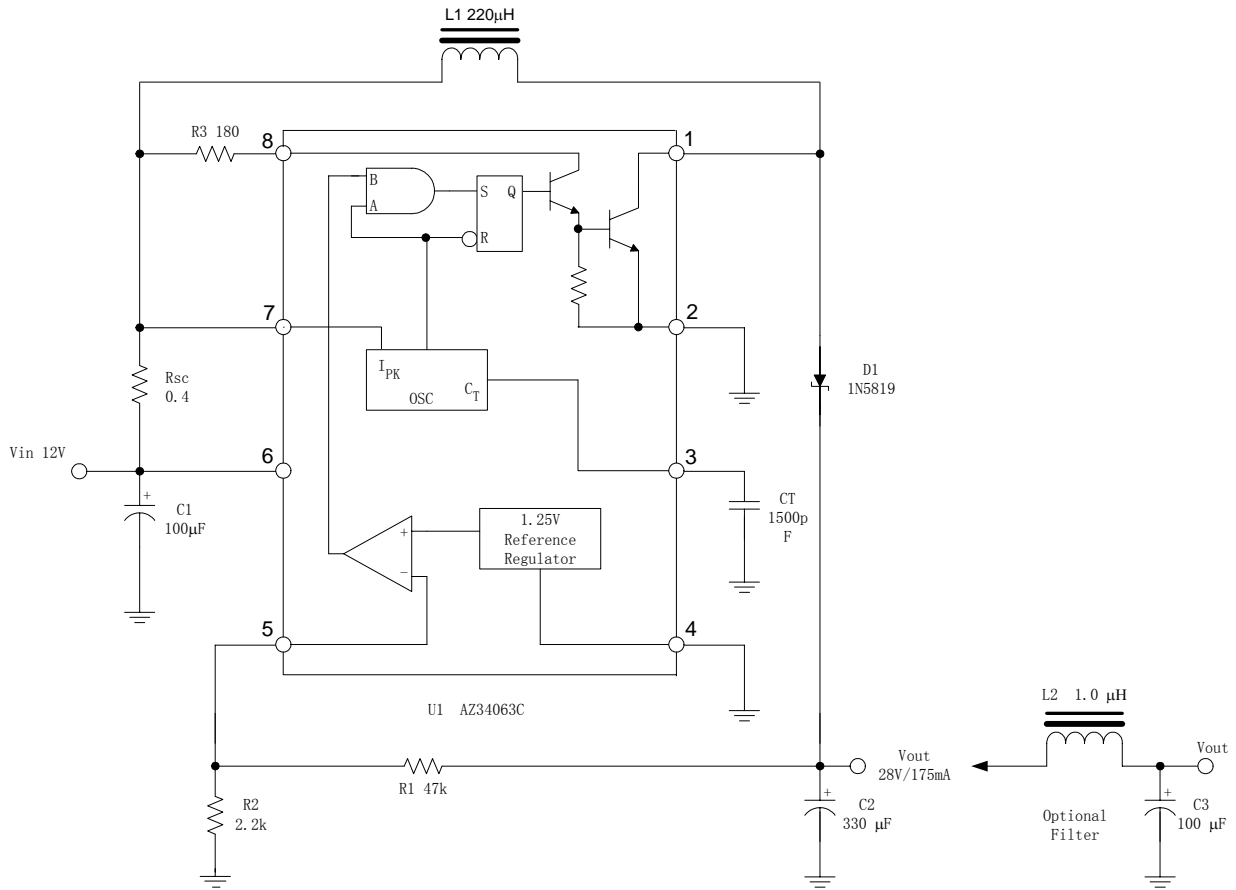 L1 220μH
R3 180
8
1
B
A
S
Q
R
7
2
Rsc
0.4
I_PK
C_T
OSC
D1
1N5819
Vin 12V
6
3
C1
100μF
+
CT
1500p
F
1.25V
Reference
Regulator
+
−
5
4
U1 AZ34063C
L2 1.0 μH
Vout
28V/175mA
Vout
R1 47k
R2
2.2k
+
C2
330 μF
Optional
Filter
+
C3
100 μF